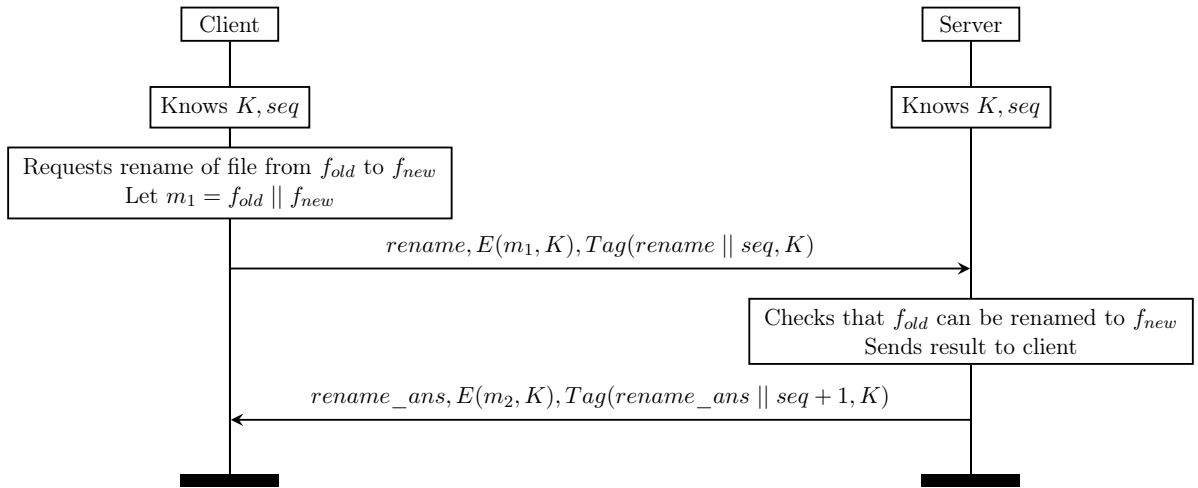 Client
Server
Knows K, seq
Knows K, seq
Requests rename of file from f_old to f_new
Let m_1 = f_old || f_new
rename, E(m_1, K), Tag(rename || seq, K)
Checks that f_old can be renamed to f_new
Sends result to client
rename_ans, E(m_2, K), Tag(rename_ans || seq + 1, K)